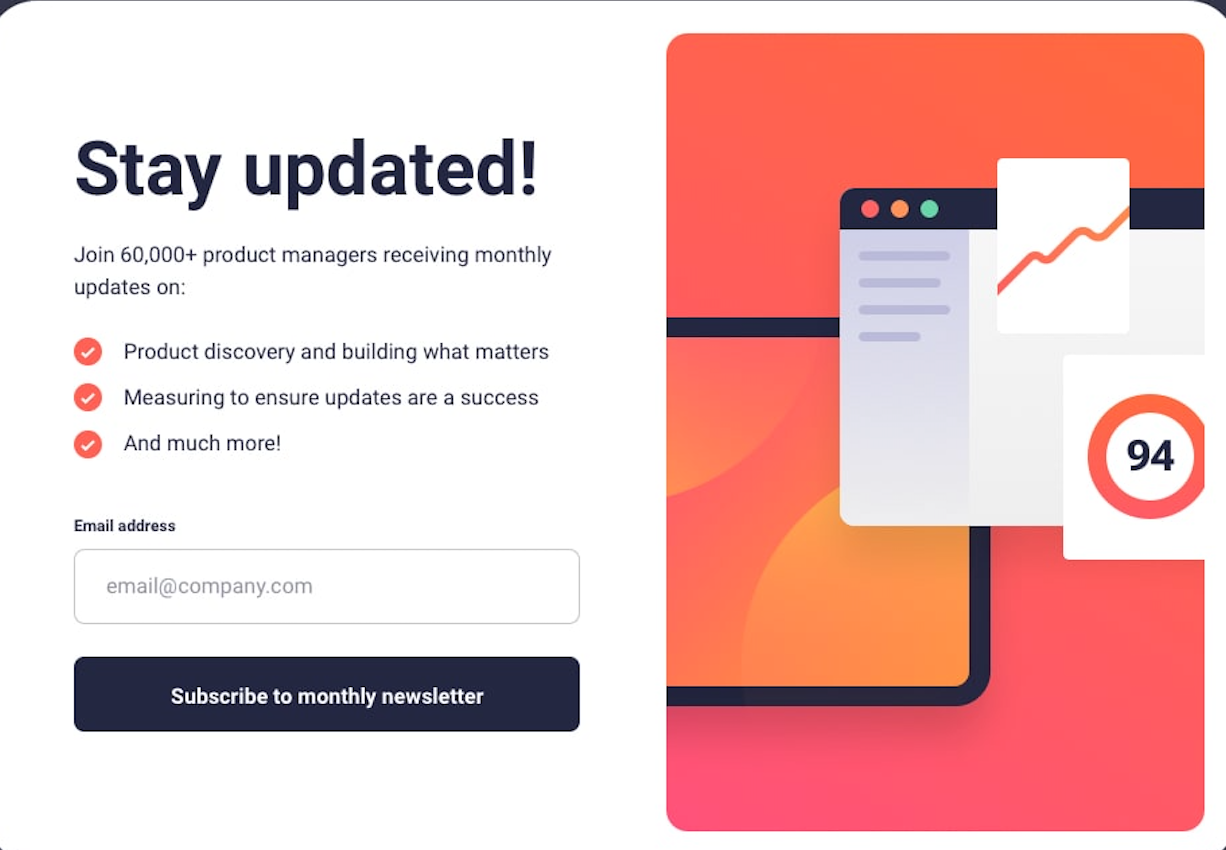 Stay updated!
Join 60,000+ product managers receiving monthly
updates on:
Product discovery and building what matters
Measuring to ensure updates are a success
And much more!
Email address
email@company.com
Subscribe to monthly newsletter
94